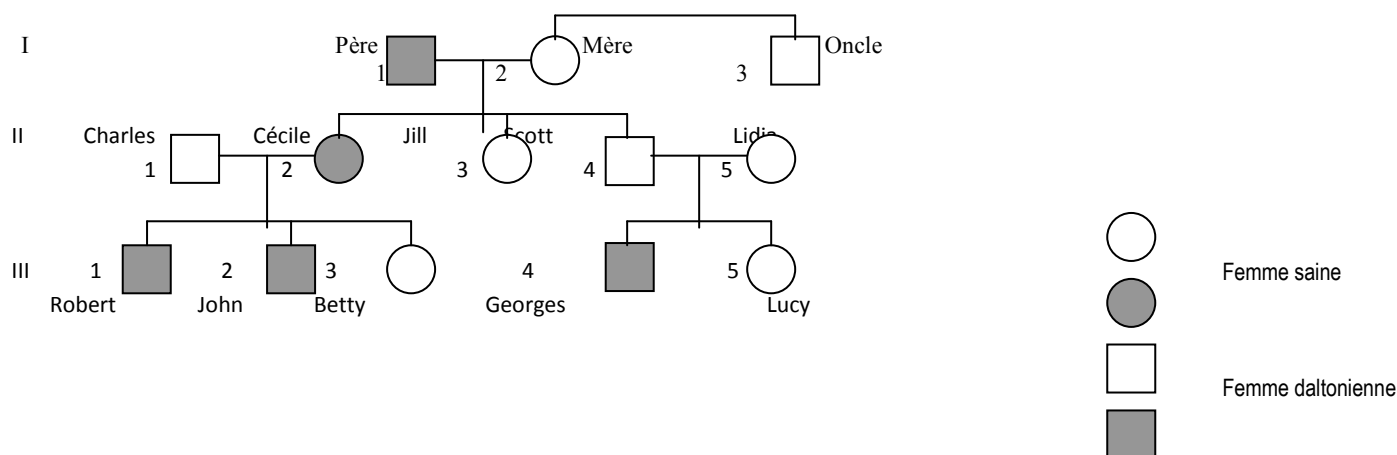 I Père Mère Oncle
1 2 3
II Charles Cécile Jill Scott Lidia
1 2 3 4 5
III 1 2 3 4 5
Robert John Betty Georges Lucy
Femme saine
Femme daltonienne